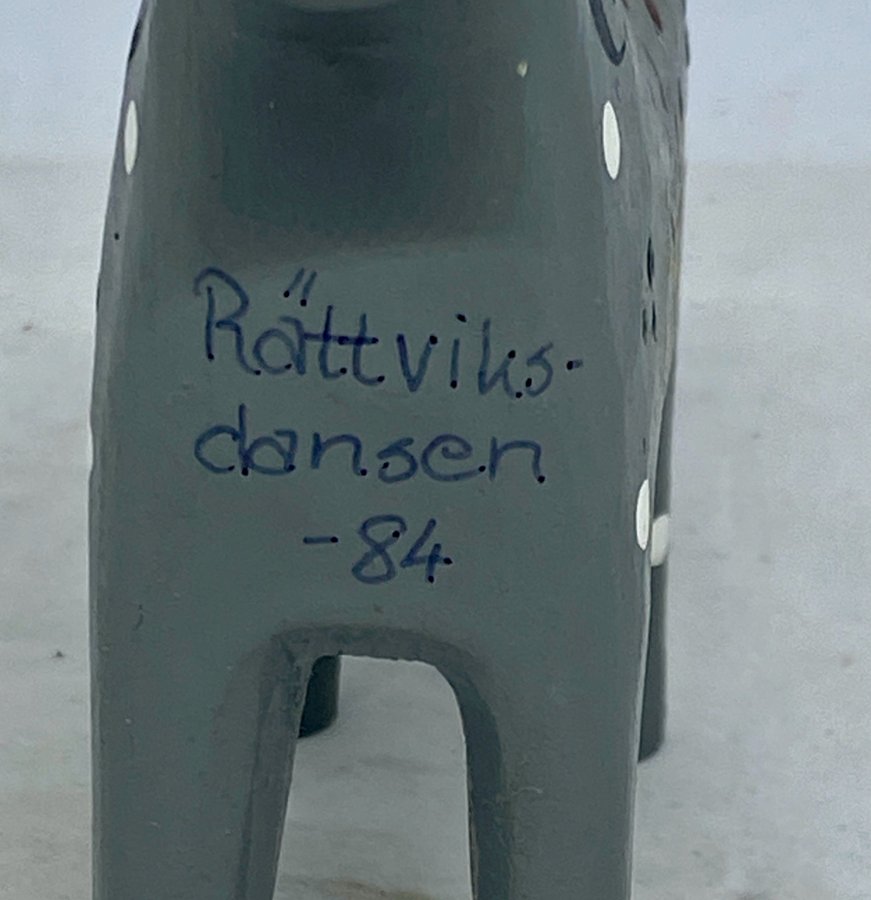 Rättviks-
dansen
-84